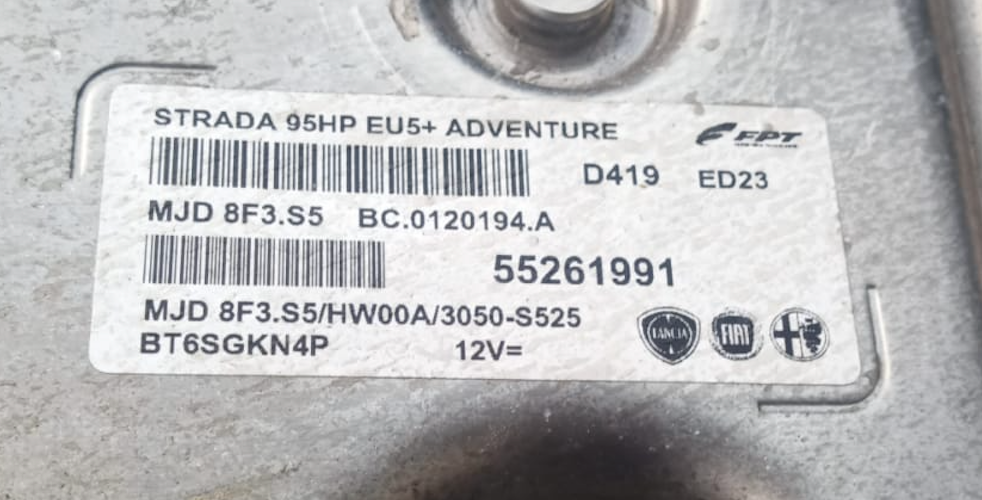 STRADA 95HP EU5+ ADVENTURE
FPT
D419 ED23
MJD 8F3.S5 BC.0120194.A
55261991
MJD 8F3.S5/HW00A/3050-S525
LANCIA FIAT
BT6SGKN4P 12V=